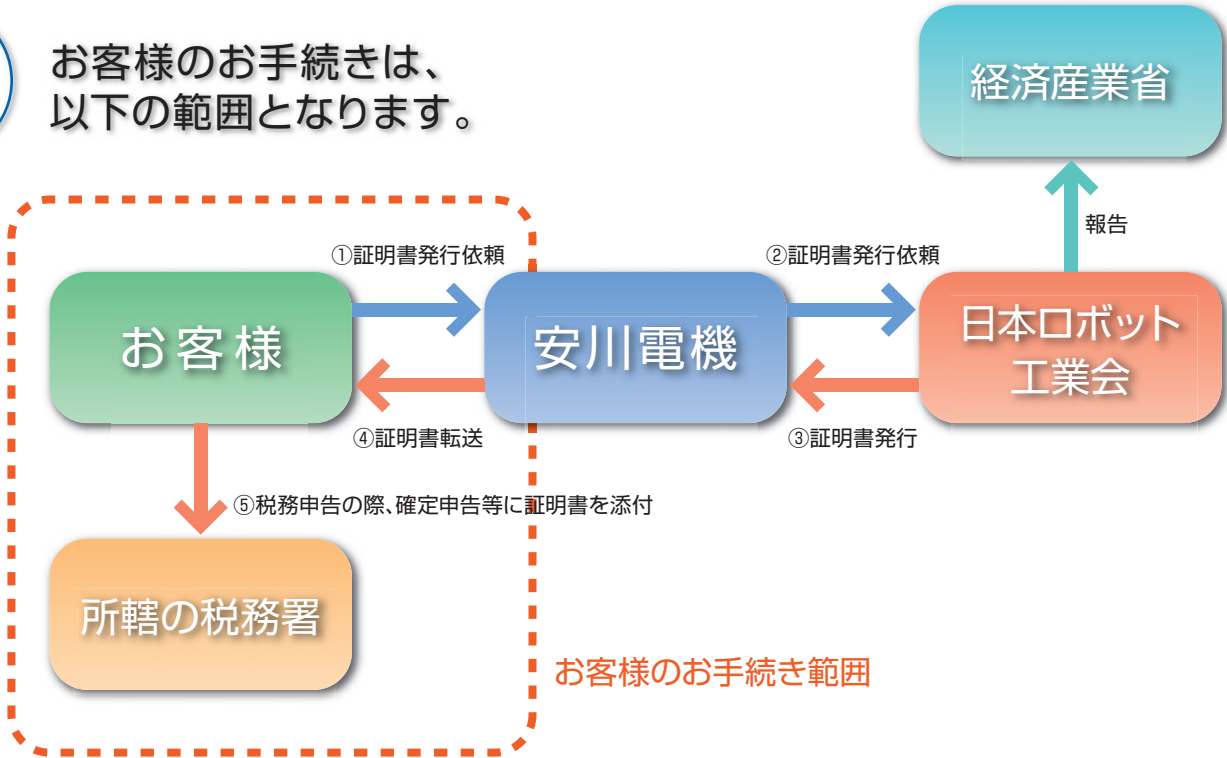 お客様のお手続きは、
以下の範囲となります。
経済産業省
報告
①証明書発行依頼
②証明書発行依頼
お客様
安川電機
日本ロボット
工業会
④証明書転送
③証明書発行
⑤税務申告の際、確定申告等に証明書を添付
所轄の税務署
お客様のお手続き範囲